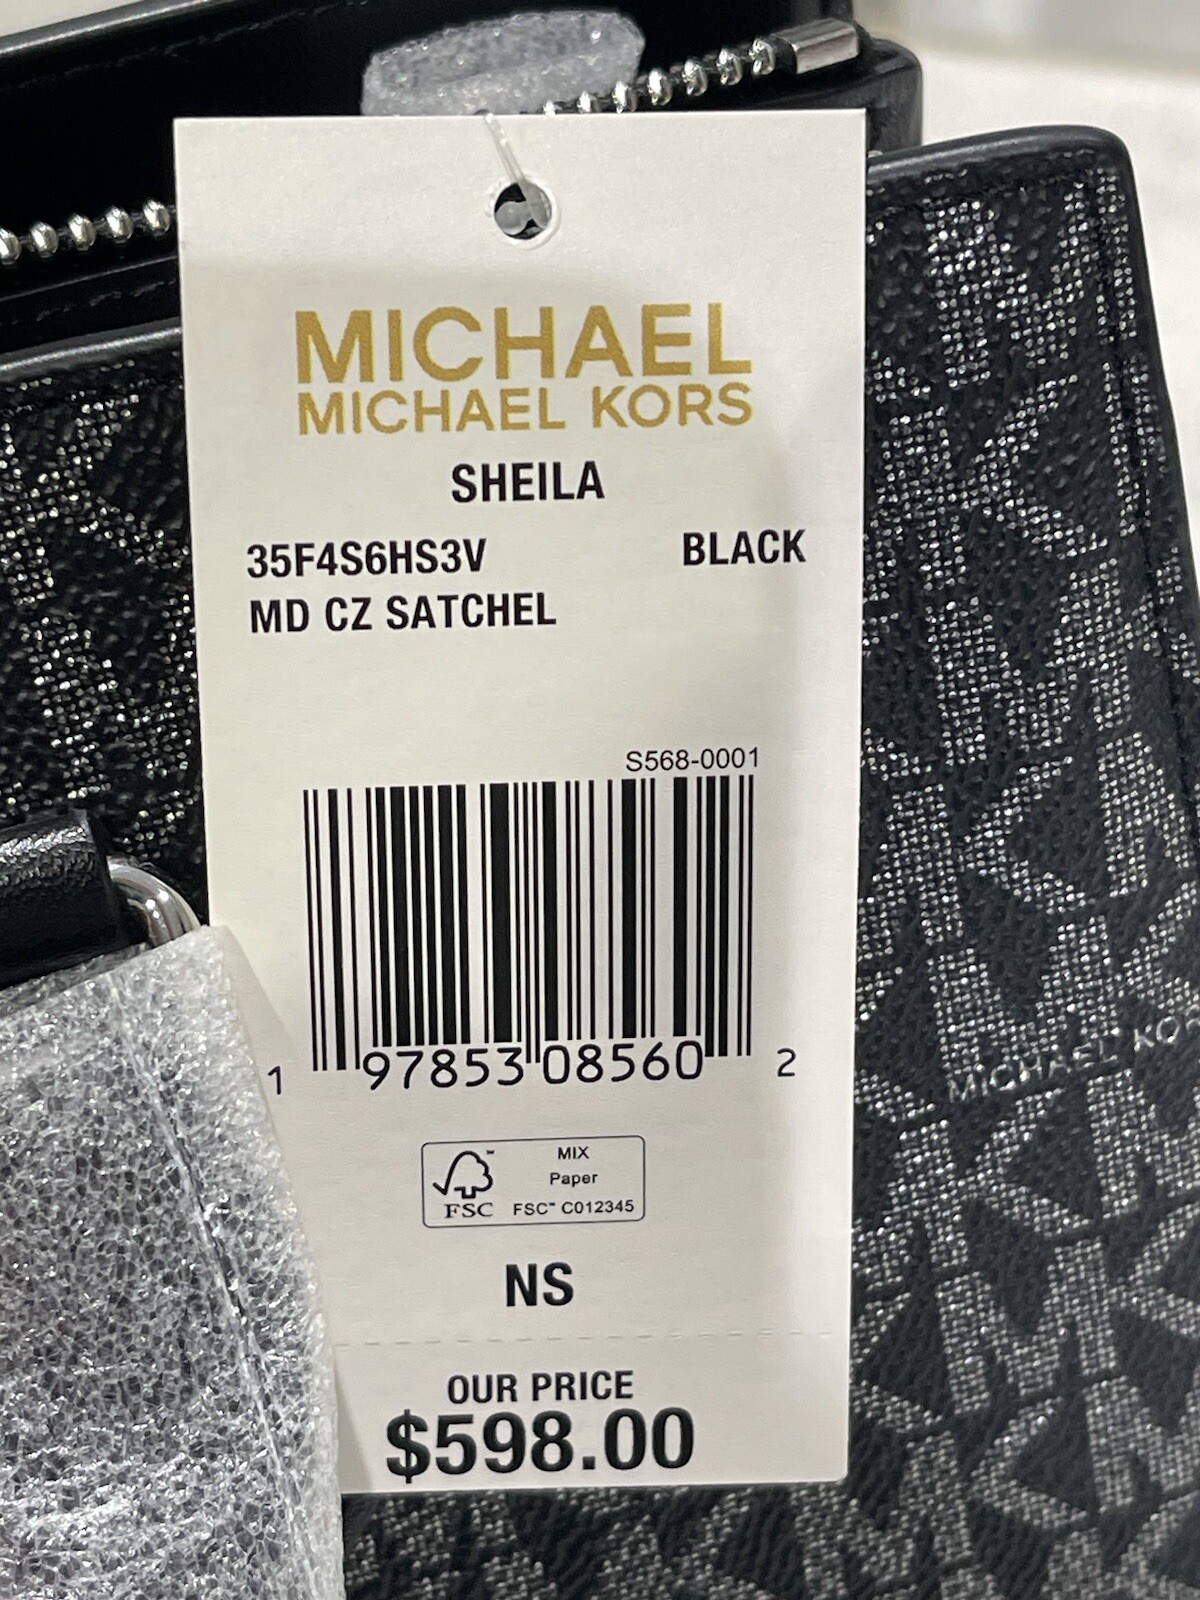 MICHAEL
MICHAEL KORS
SHEILA
35F4S6HS3V BLACK
MD CZ SATCHEL
S568-0001
1 97853 08560 2
FSC
MIX
Paper
FSC™ C012345
NS
OUR PRICE
$598.00
MICHAEL KO